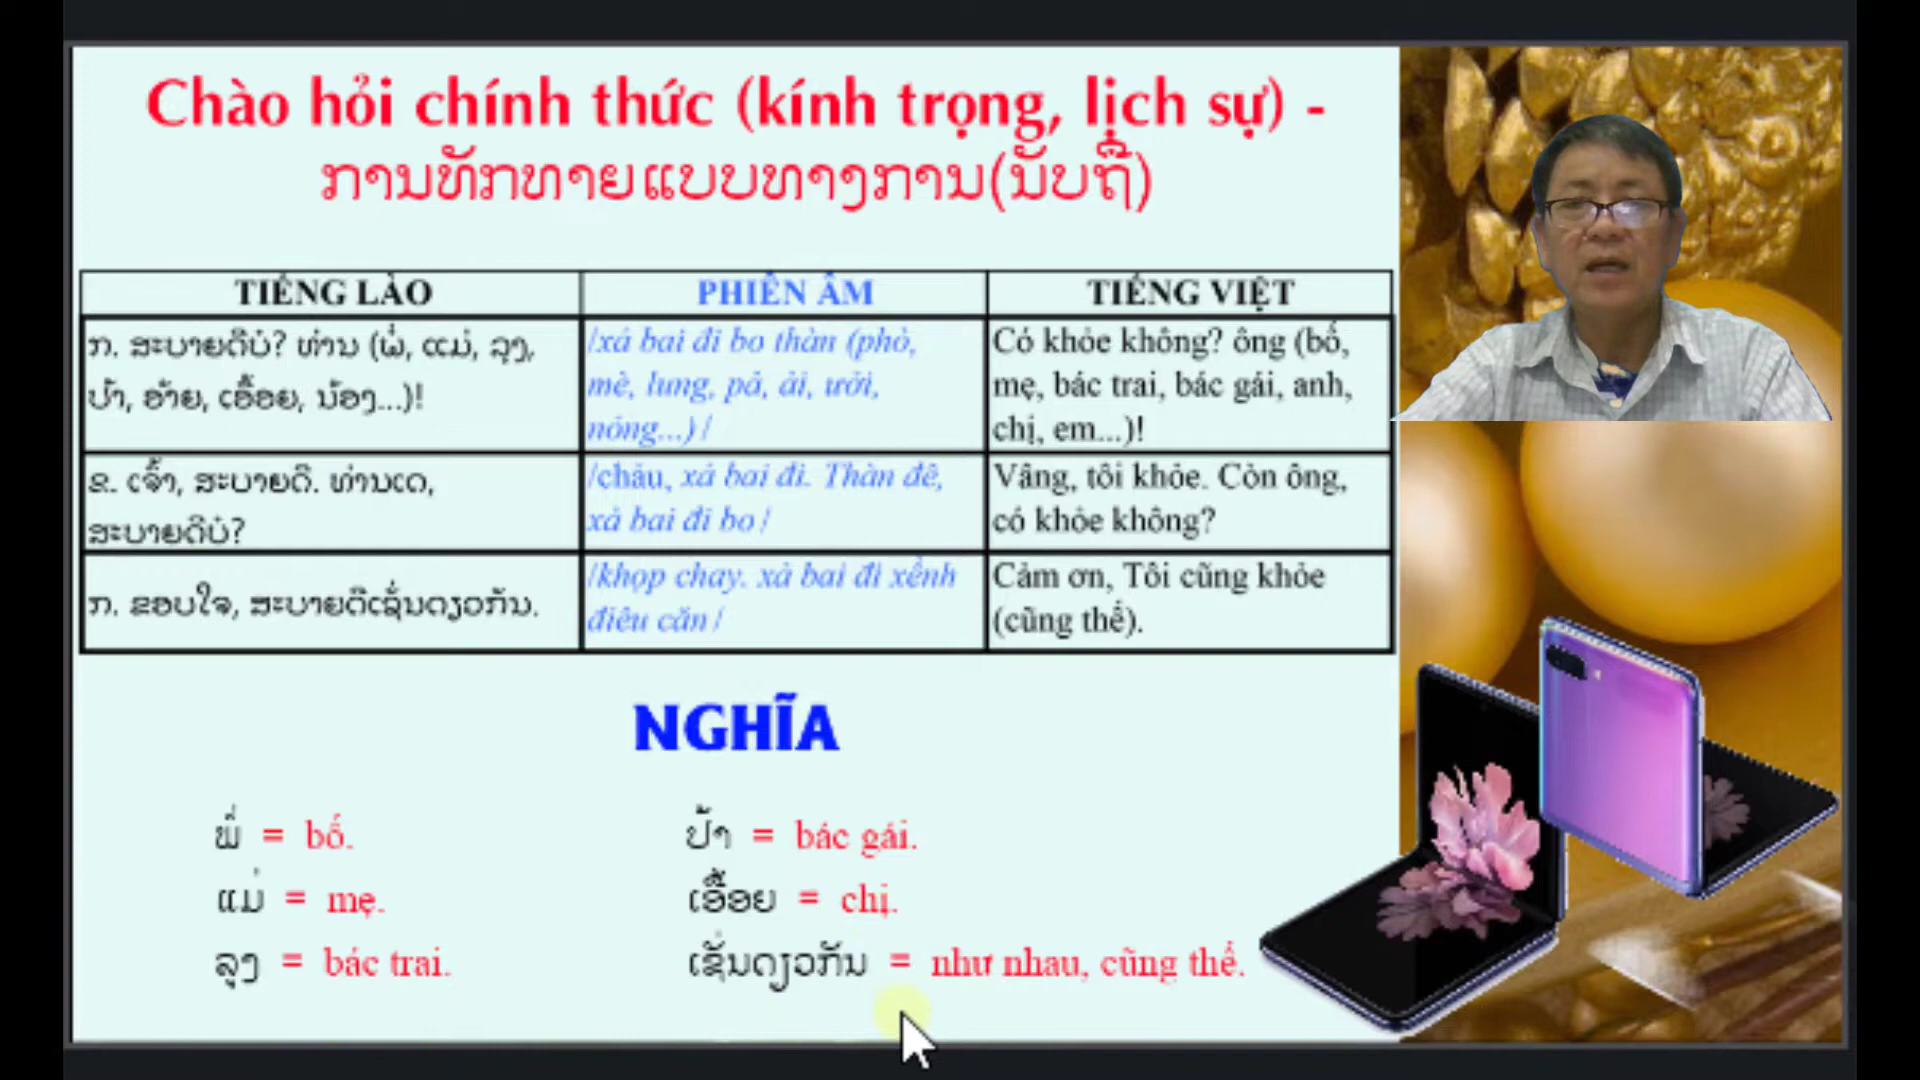 Chào hỏi chính thức (kính trọng, lịch sự) -
ການທັກທາຍແບບທາງການ(ນັບຖື)
TIẾNG LÀO
PHIÊN ÂM
TIẾNG VIỆT
ກ. ສະບາຍດີບໍ່? ທ່ານ (ພໍ່, ແມ່, ລຸງ,
ປ້າ, ອ້າຍ, ເອື້ອຍ, ນ້ອງ...)!
/xá bai đi bo thàn (phò,
mè, lung, pả, ải, ưởi,
nóng...) /
Có khỏe không? ông (bố,
mẹ, bác trai, bác gái, anh,
chị, em...)!
ຂ. ເຈົ້າ, ສະບາຍດີ. ທ່ານເດ,
ສະບາຍດີບໍ່?
/chảu, xá bai đi. Thàn đê,
xả bai đi bo /
Vâng, tôi khỏe. Còn ông,
có khỏe không?
ກ. ຂອບໃຈ, ສະບາຍດີເຊັ່ນດຽວກັນ.
/khọp chay. xả bai đi xểnh
điêu căn /
Cảm ơn, Tôi cũng khỏe
(cũng thế).
NGHĨA
ພໍ່ = bố.
ແມ່ = mẹ.
ລຸງ = bác trai.
ປ້າ = bác gái.
ເອື້ອຍ = chị.
ເຊັ່ນດຽວກັນ = như nhau, cũng thế.